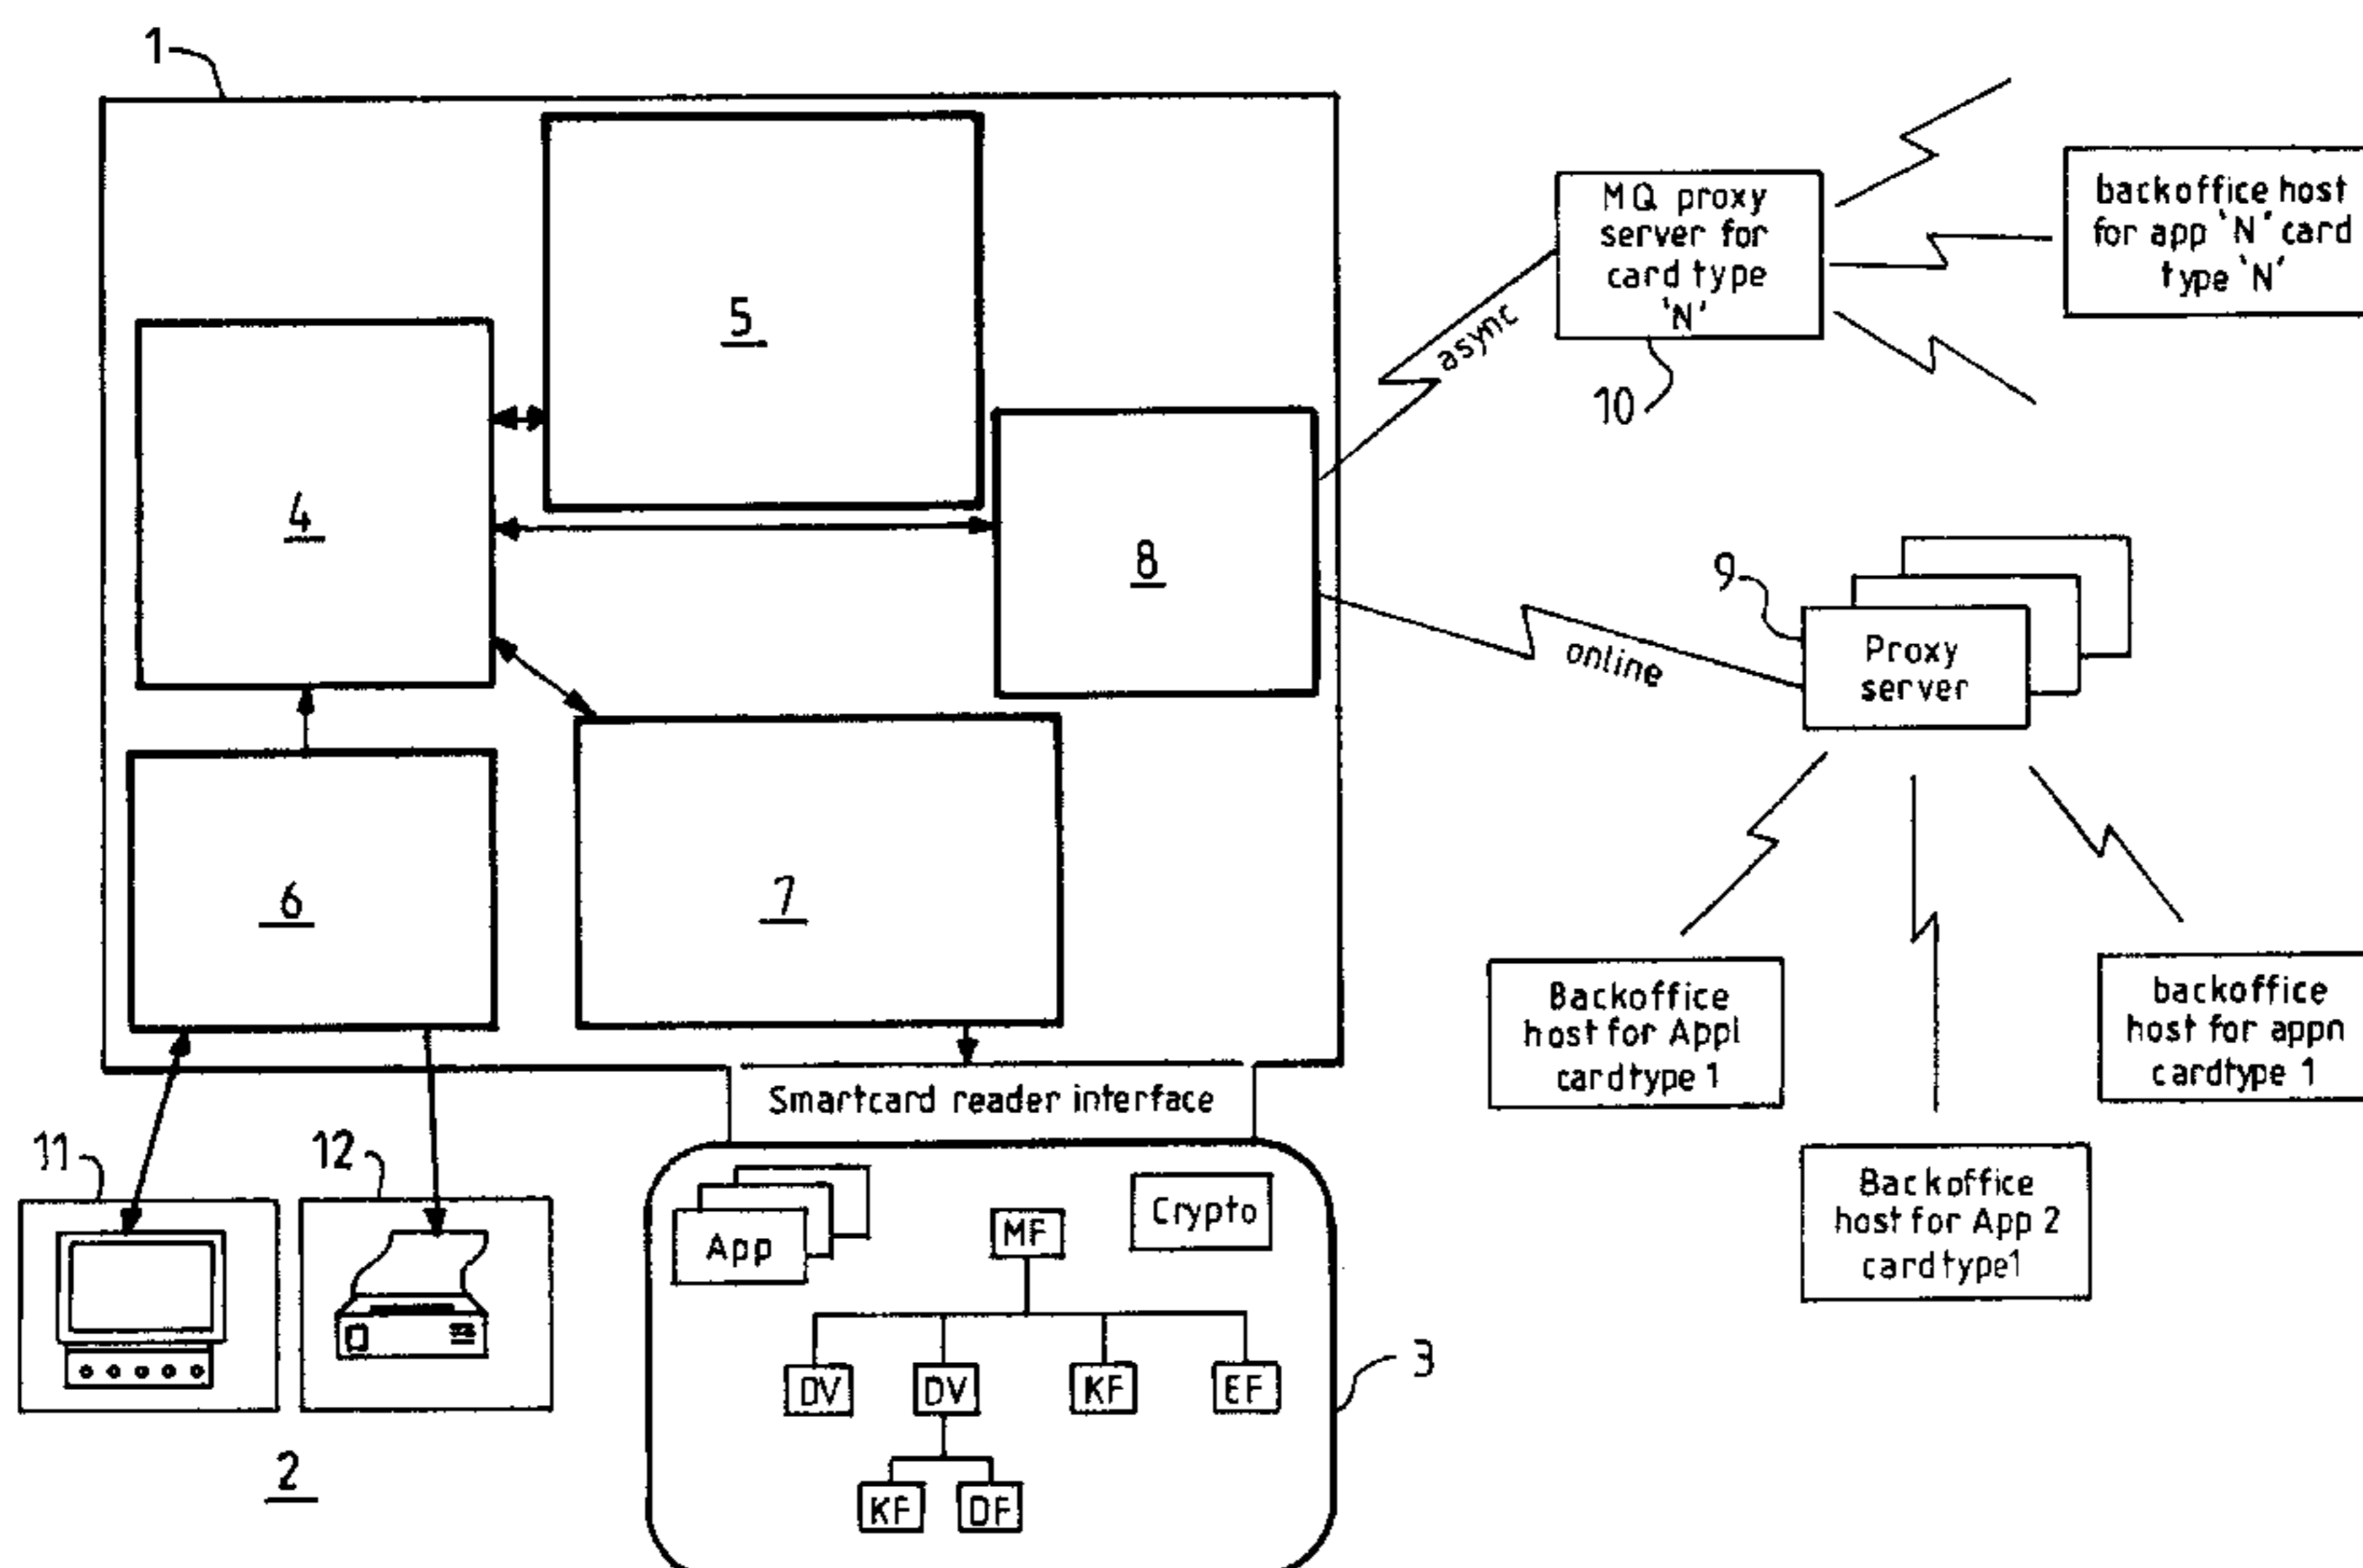 1
5
4
8
6
7
MQ proxy
server for
card type
'N'
10
async
backoffice host
for app 'N' card
type 'N'
9
Proxy
server
online
Backoffice
host for Appl
cardtype 1
backoffice
host for appn
cardtype 1
Backoffice
host for App 2
cardtype1
Smartcard reader interface
11
12
2
App
MF
Crypto
DV
DV
KF
EF
KF
DF
3